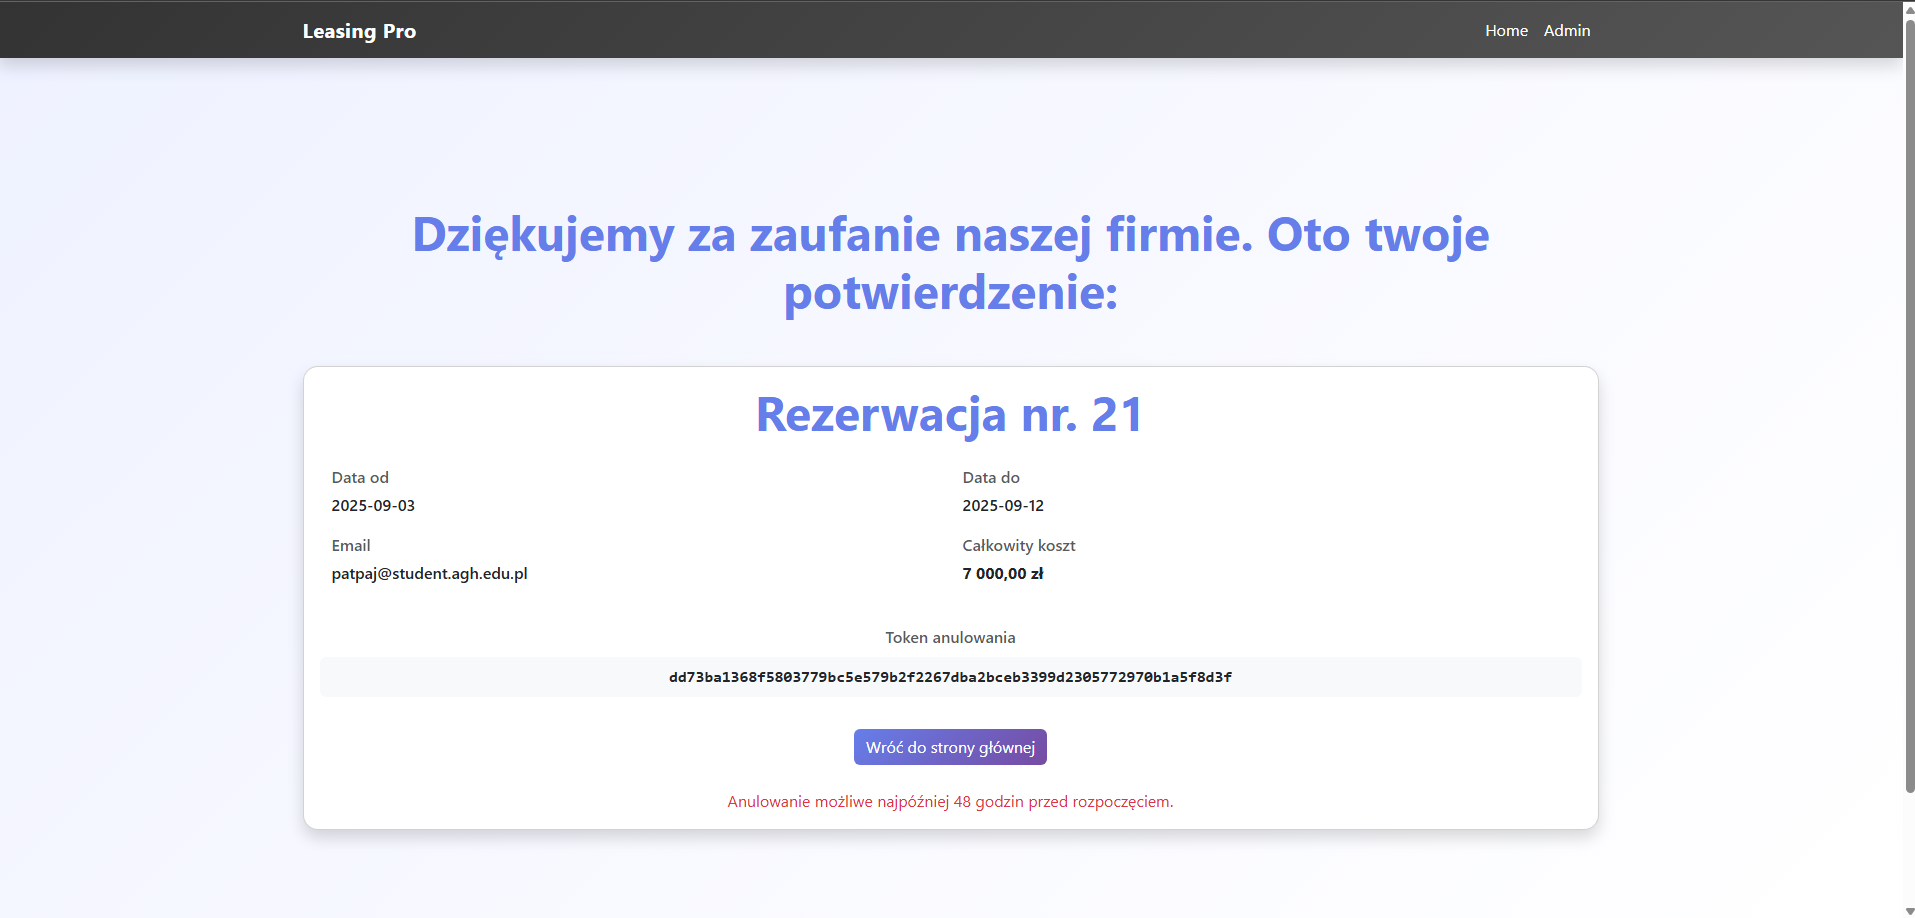 Leasing Pro
Home Admin
Dziękujemy za zaufanie naszej firmie. Oto twoje
potwierdzenie:
Rezerwacja nr. 21
Data od
2025-09-03
Data do
2025-09-12
Email
patpaj@student.agh.edu.pl
Całkowity koszt
7 000,00 zł
Token anulowania
dd73ba1368f5803779bc5e579b2f2267dba2bceb3399d2305772970b1a5f8d3f
Wróć do strony głównej
Anulowanie możliwe najpóźniej 48 godzin przed rozpoczęciem.